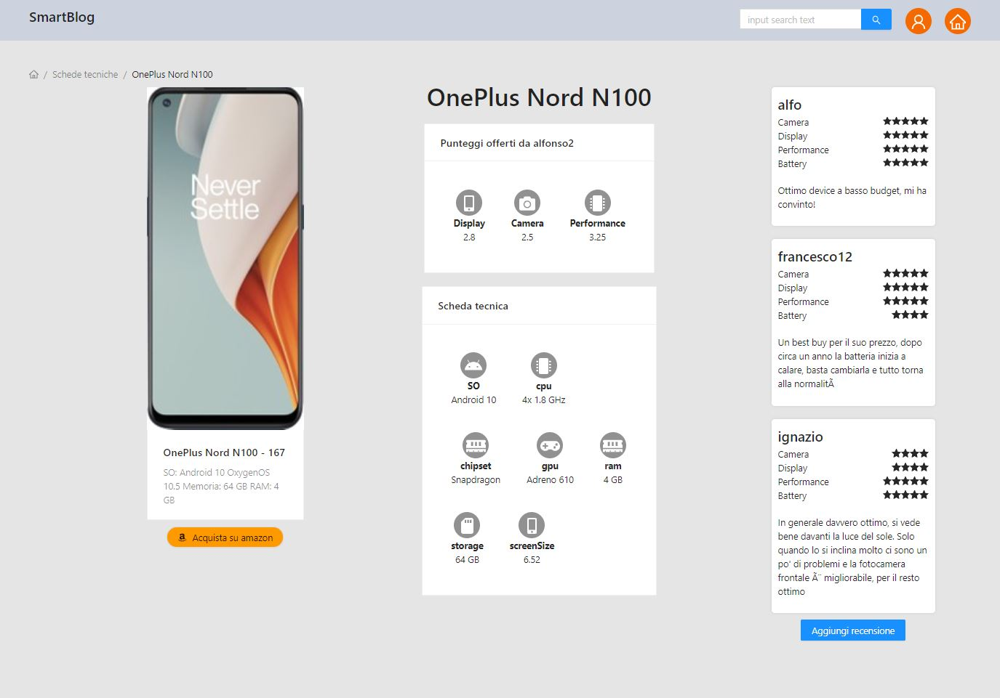 SmartBlog
input search text
/ Schede tecniche / OnePlus Nord N100
Never
Settle
OnePlus Nord N100 - 167
SO: Android 10 OxygenOS
10.5 Memoria: 64 GB RAM: 4
GB
Acquista su amazon
OnePlus Nord N100
Punteggi offerti da alfonso2
Display Camera Performance
2.8 2.5 3.25
Scheda tecnica
SO cpu
Android 10 4x 1.8 GHz
chipset gpu ram
Snapdragon Adreno 610 4 GB
storage screenSize
64 GB 6.52
alfo
Camera ★★★★★
Display ★★★★★
Performance ★★★★★
Battery ★★★★★
Ottimo device a basso budget, mi ha
convinto!
francesco12
Camera ★★★★★
Display ★★★★★
Performance ★★★★★
Battery ★★★★
Un best buy per il suo prezzo, dopo
circa un anno la batteria inizia a
calare, basta cambiarla e tutto torna
alla normalitÃ
ignazio
Camera ★★★★
Display ★★★★
Performance ★★★★★
Battery ★★★★★
In generale davvero ottimo, si vede
bene davanti la luce del sole. Solo
quando lo si inclina molto ci sono un
po' di problemi e la fotocamera
frontale Ã¨ migliorabile, per il resto
ottimo
Aggiungi recensione